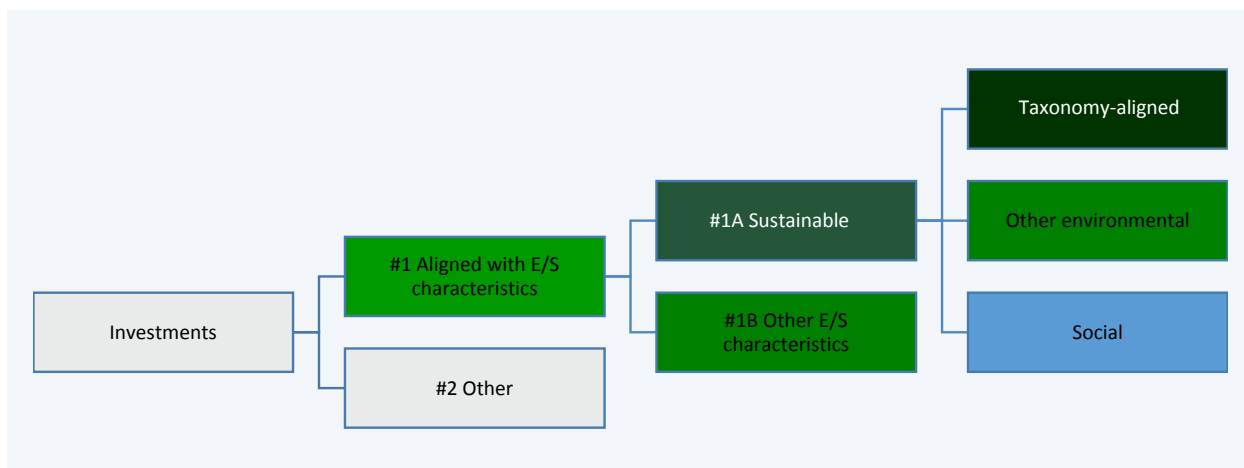 Investments
#1 Aligned with E/S
characteristics
#2 Other
#1A Sustainable
#1B Other E/S
characteristics
Taxonomy-aligned
Other environmental
Social